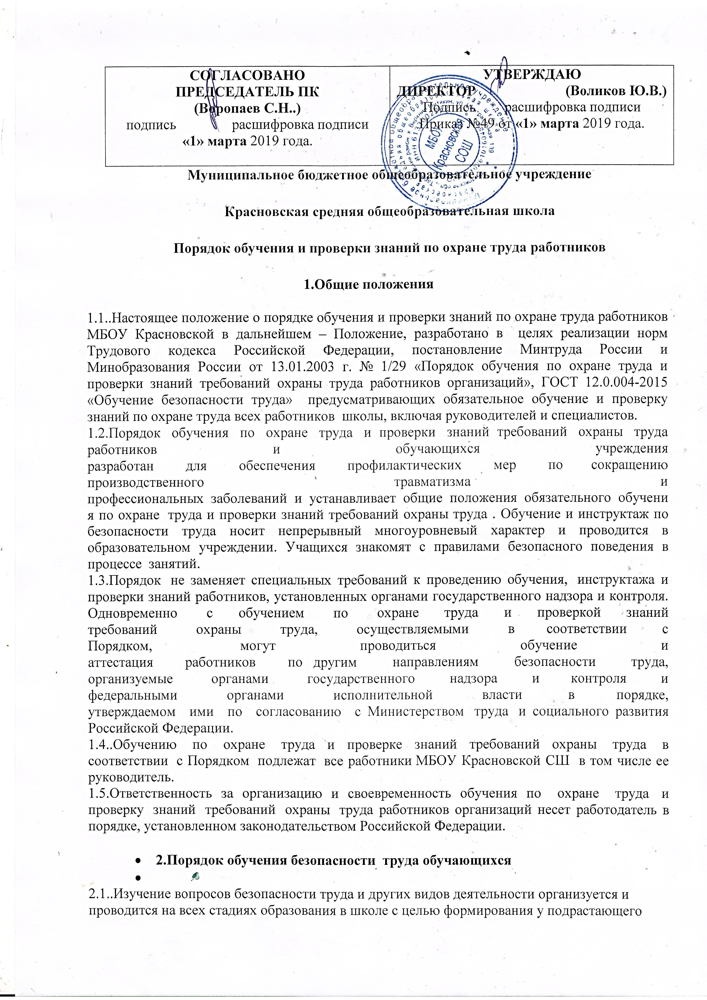 СОГЛАСОВАНО
ПРЕДСЕДАТЕЛЬ ПК
(Воропаев С.Н..)
подпись расшифровка подписи
«1» марта 2019 года.
УТВЕРЖДАЮ
ДИРЕКТОР (Воликов Ю.В.)
Подпись расшифровка подписи
Приказ №49 от «1» марта 2019 года.
МБОУ
Красновская
СОШ
Муниципальное бюджетное общеобразовательное учреждение
Красновская средняя общеобразовательная школа
Порядок обучения и проверки знаний по охране труда работников
1.Общие положения
1.1..Настоящее положение о порядке обучения и проверки знаний по охране труда работников
МБОУ Красновской в дальнейшем – Положение, разработано в целях реализации норм
Трудового кодекса Российской Федерации, постановление Минтруда России и
Минобразования России от 13.01.2003 г. № 1/29 «Порядок обучения по охране труда и
проверки знаний требований охраны труда работников организаций», ГОСТ 12.0.004-2015
«Обучение безопасности труда» предусматривающих обязательное обучение и проверку
знаний по охране труда всех работников школы, включая руководителей и специалистов.
1.2.Порядок обучения по охране труда и проверки знаний требований охраны труда
работников и обучающихся учреждения
разработан для обеспечения профилактических мер по сокращению
производственного травматизма и
профессиональных заболеваний и устанавливает общие положения обязательного обучени
я по охране труда и проверки знаний требований охраны труда . Обучение и инструктаж по
безопасности труда носит непрерывный многоуровневый характер и проводится в
образовательном учреждении. Учащихся знакомят с правилами безопасного поведения в
процессе занятий.
1.3.Порядок не заменяет специальных требований к проведению обучения, инструктажа и
проверки знаний работников, установленных органами государственного надзора и контроля.
Одновременно с обучением по охране труда и проверкой знаний
требований охраны труда, осуществляемыми в соответствии с
Порядком, могут проводиться обучение и
аттестация работников по другим направлениям безопасности труда,
организуемые органами государственного надзора и контроля и
федеральными органами исполнительной власти в порядке,
утверждаемом ими по согласованию с Министерством труда и социального развития
Российской Федерации.
1.4..Обучению по охране труда и проверке знаний требований охраны труда в
соответствии с Порядком подлежат все работники МБОУ Красновской СШ в том числе ее
руководитель.
1.5.Ответственность за организацию и своевременность обучения по охране труда и
проверку знаний требований охраны труда работников организаций несет работодатель в
порядке, установленном законодательством Российской Федерации.
• 2.Порядок обучения безопасности труда обучающихся
•
2.1..Изучение вопросов безопасности труда и других видов деятельности организуется и
проводится на всех стадиях образования в школе с целью формирования у подрастающего